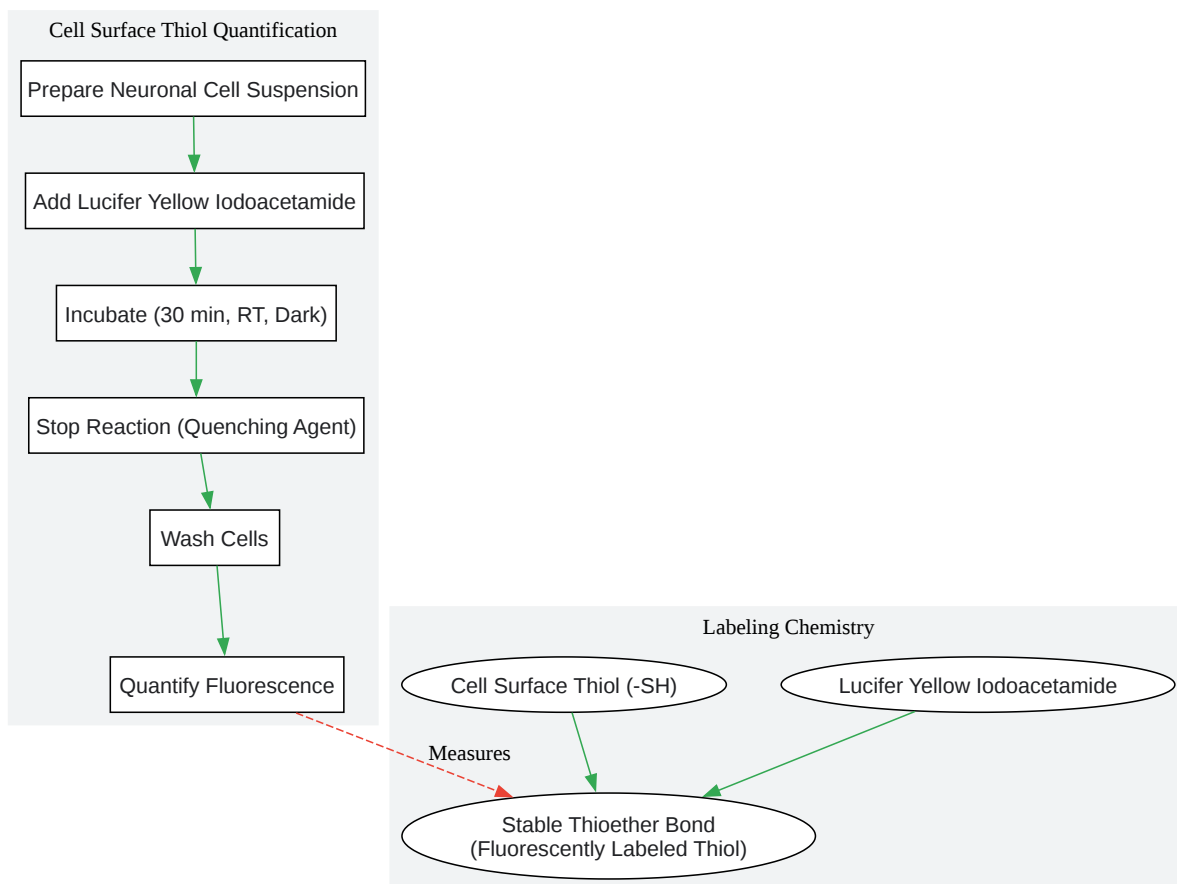 Cell Surface Thiol Quantification
Prepare Neuronal Cell Suspension
Add Lucifer Yellow Iodoacetamide
Incubate (30 min, RT, Dark)
Stop Reaction (Quenching Agent)
Wash Cells
Quantify Fluorescence
Measures
Labeling Chemistry
Cell Surface Thiol (-SH)
Lucifer Yellow Iodoacetamide
Stable Thioether Bond
(Fluorescently Labeled Thiol)